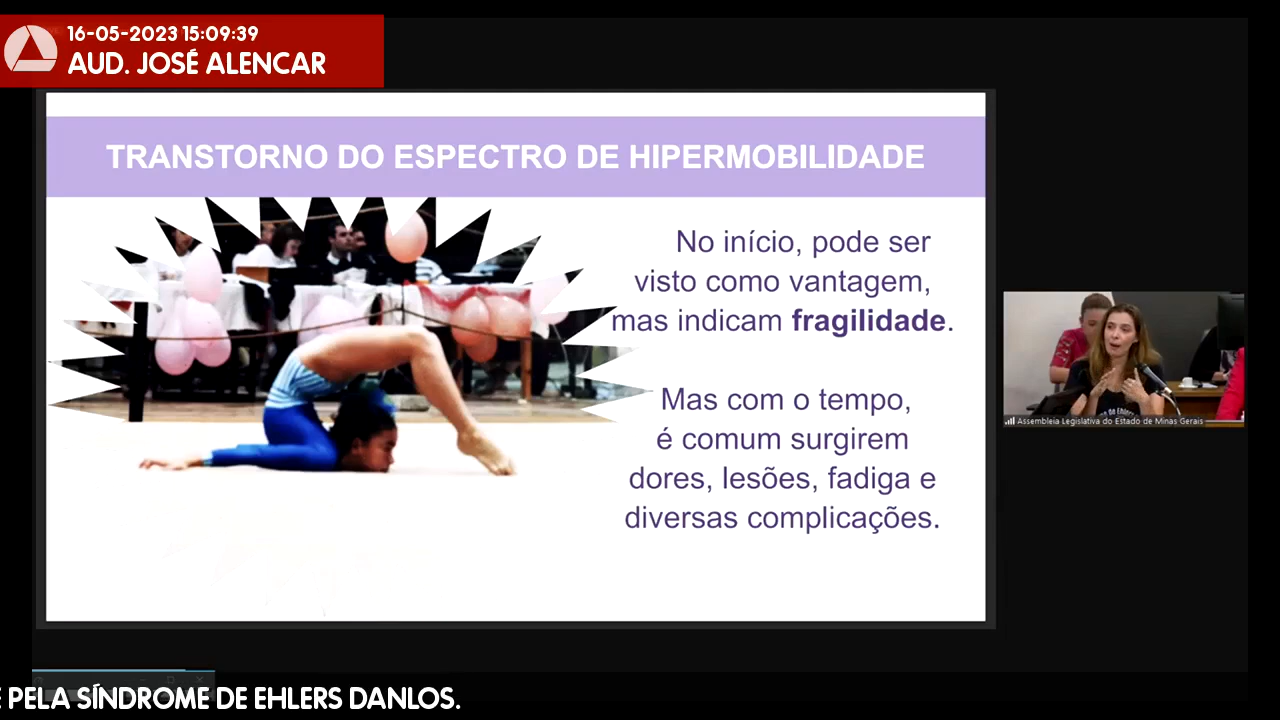 16-05-2023 15:09:39
AUD. JOSÉ ALENCAR
TRANSTORNO DO ESPECTRO DE HIPERMOBILIDADE
No início, pode ser
visto como vantagem,
mas indicam fragilidade.
Mas com o tempo,
é comum surgirem
dores, lesões, fadiga e
diversas complicações.
Assembleia Legislativa do Estado de Minas Gerais
E PELA SÍNDROME DE EHLERS DANLOS.